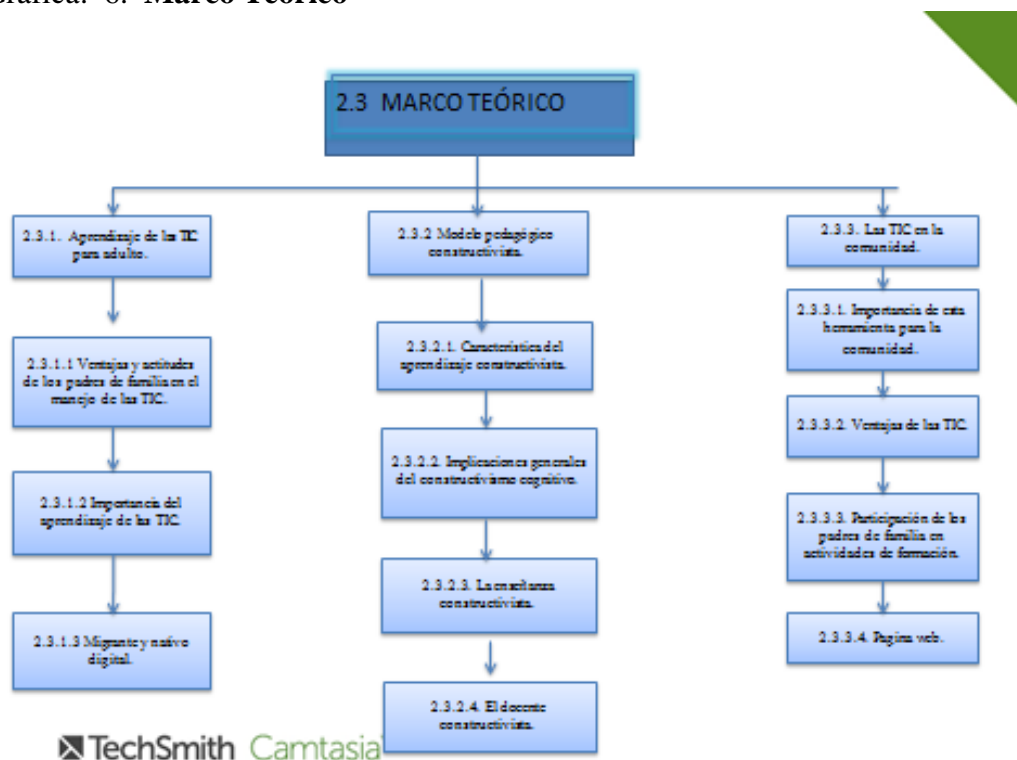 Gráfica. 6. Marco Teórico
2.3 MARCO TEÓRICO
2.3.1. Aprendizaje de las TIC
para adulto.
2.3.1.1 Ventajas y actitudes
de los padres de familia en el
manejo de las TIC.
2.3.1.2 Importancia del
aprendizaje de las TIC.
2.3.1.3 Migrante y nativo
digital.
2.3.2 Modelo pedagógico
constructivista.
2.3.2.1. Característica del
aprendizaje constructivista.
2.3.2.2. Implicaciones generales
del constructivismo cognitivo.
2.3.2.3. La enseñanza
constructivista.
2.3.2.4. El docente
constructivista.
2.3.3. Las TIC en la
comunidad.
2.3.3.1. Importancia de esta
herramienta para la
comunidad.
2.3.3.2. Ventajas de las TIC.
2.3.3.3. Participación de los
padres de familia en
actividades de formación.
2.3.3.4. Pagina web.
TechSmith Camtasia